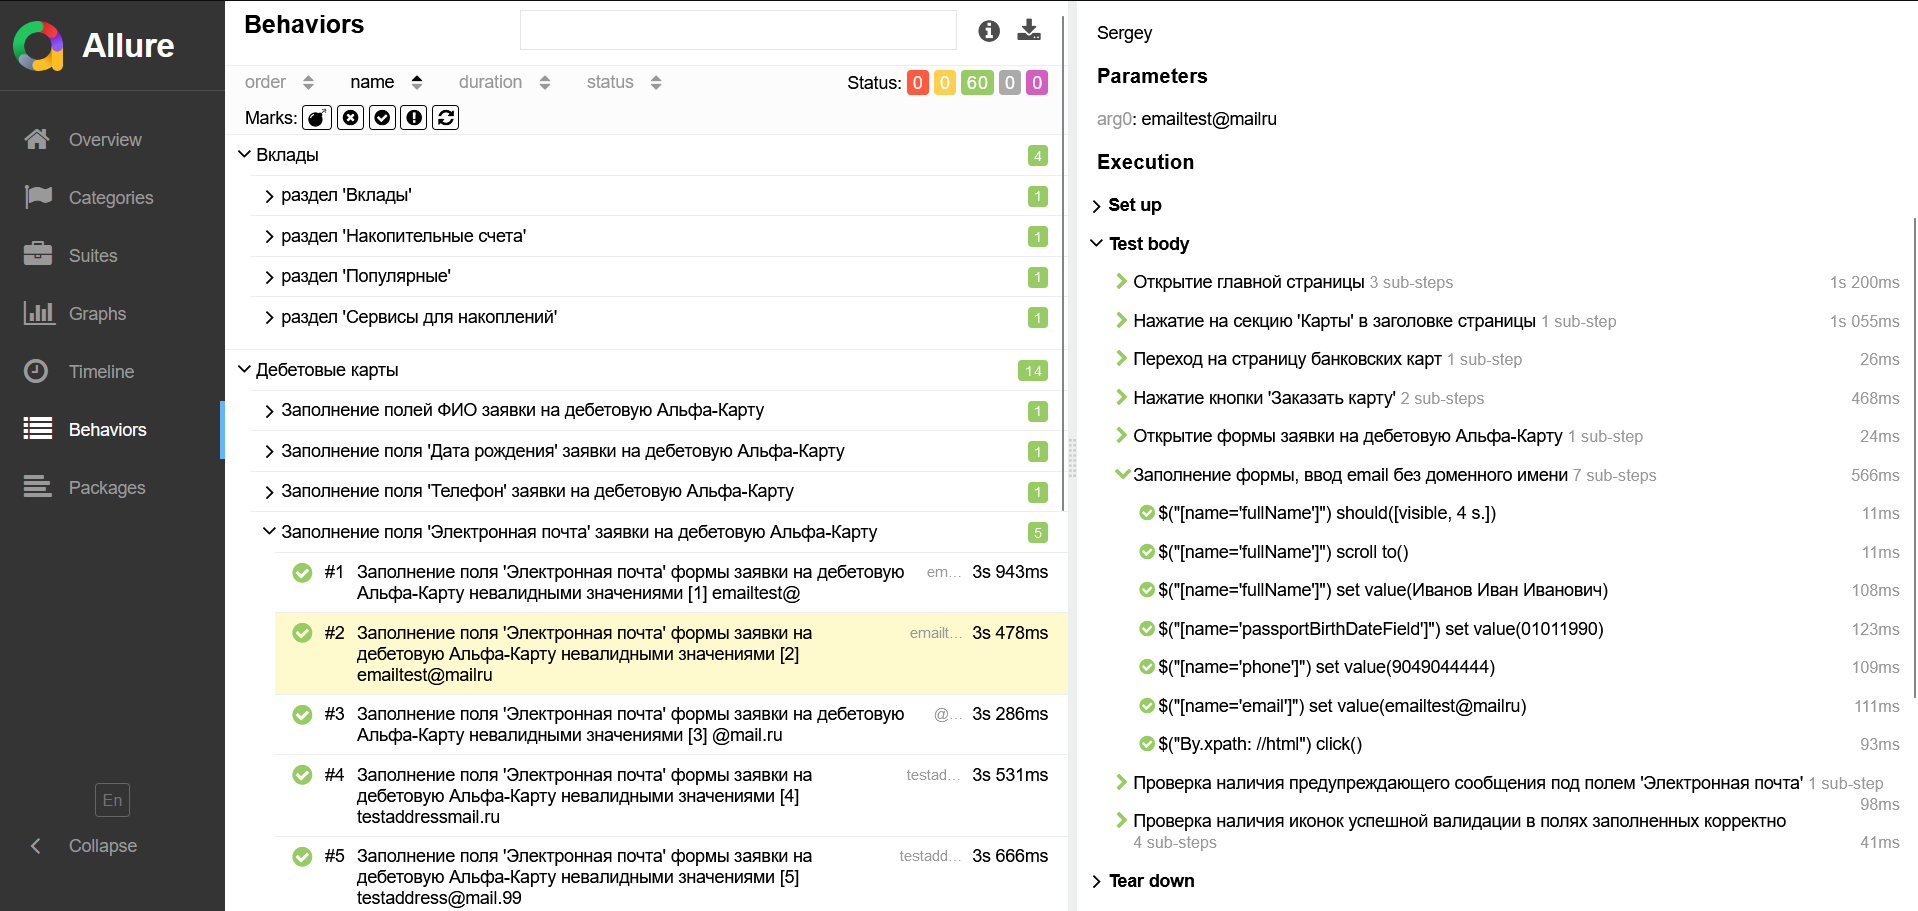 Allure
Overview
Categories
Suites
Graphs
Timeline
Behaviors
Packages
En
Collapse
Behaviors
order name duration status
Status: 0 0 60 0 0
Marks:
Вклады 4
раздел 'Вклады' 1
раздел 'Накопительные счета' 1
раздел 'Популярные' 1
раздел 'Сервисы для накоплений' 1
Дебетовые карты 14
Заполнение полей ФИО заявки на дебетовую Альфа-Карту 1
Заполнение поля 'Дата рождения' заявки на дебетовую Альфа-Карту 1
Заполнение поля 'Телефон' заявки на дебетовую Альфа-Карту 1
Заполнение поля 'Электронная почта' заявки на дебетовую Альфа-Карту 5
#1 Заполнение поля 'Электронная почта' формы заявки на дебетовую em... 3s 943ms
Альфа-Карту невалидными значениями [1] emailtest@
#2 Заполнение поля 'Электронная почта' формы заявки на emailt... 3s 478ms
дебетовую Альфа-Карту невалидными значениями [2]
emailtest@mailru
#3 Заполнение поля 'Электронная почта' формы заявки на дебетовую @... 3s 286ms
Альфа-Карту невалидными значениями [3] @mail.ru
#4 Заполнение поля 'Электронная почта' формы заявки на testad... 3s 531ms
дебетовую Альфа-Карту невалидными значениями [4]
testaddressmail.ru
#5 Заполнение поля 'Электронная почта' формы заявки на testadd... 3s 666ms
дебетовую Альфа-Карту невалидными значениями [5]
testaddress@mail.99
Sergey
Parameters
arg0: emailtest@mailru
Execution
Set up
Test body
Открытие главной страницы 3 sub-steps 1s 200ms
Нажатие на секцию 'Карты' в заголовке страницы 1 sub-step 1s 055ms
Переход на страницу банковских карт 1 sub-step 26ms
Нажатие кнопки 'Заказать карту' 2 sub-steps 468ms
Открытие формы заявки на дебетовую Альфа-Карту 1 sub-step 24ms
Заполнение формы, ввод email без доменного имени 7 sub-steps 566ms
$("[name='fullName']") should([visible, 4 s.]) 11ms
$("[name='fullName']") scroll to() 11ms
$("[name='fullName']") set value(Иванов Иван Иванович) 108ms
$("[name='passportBirthDateField']") set value(01011990) 123ms
$("[name='phone']") set value(9049044444) 109ms
$("[name='email']") set value(emailtest@mailru) 111ms
$("By.xpath: //html") click() 93ms
Проверка наличия предупреждающего сообщения под полем 'Электронная почта' 1 sub-step
98ms
Проверка наличия иконок успешной валидации в полях заполненных корректно
4 sub-steps 41ms
Tear down